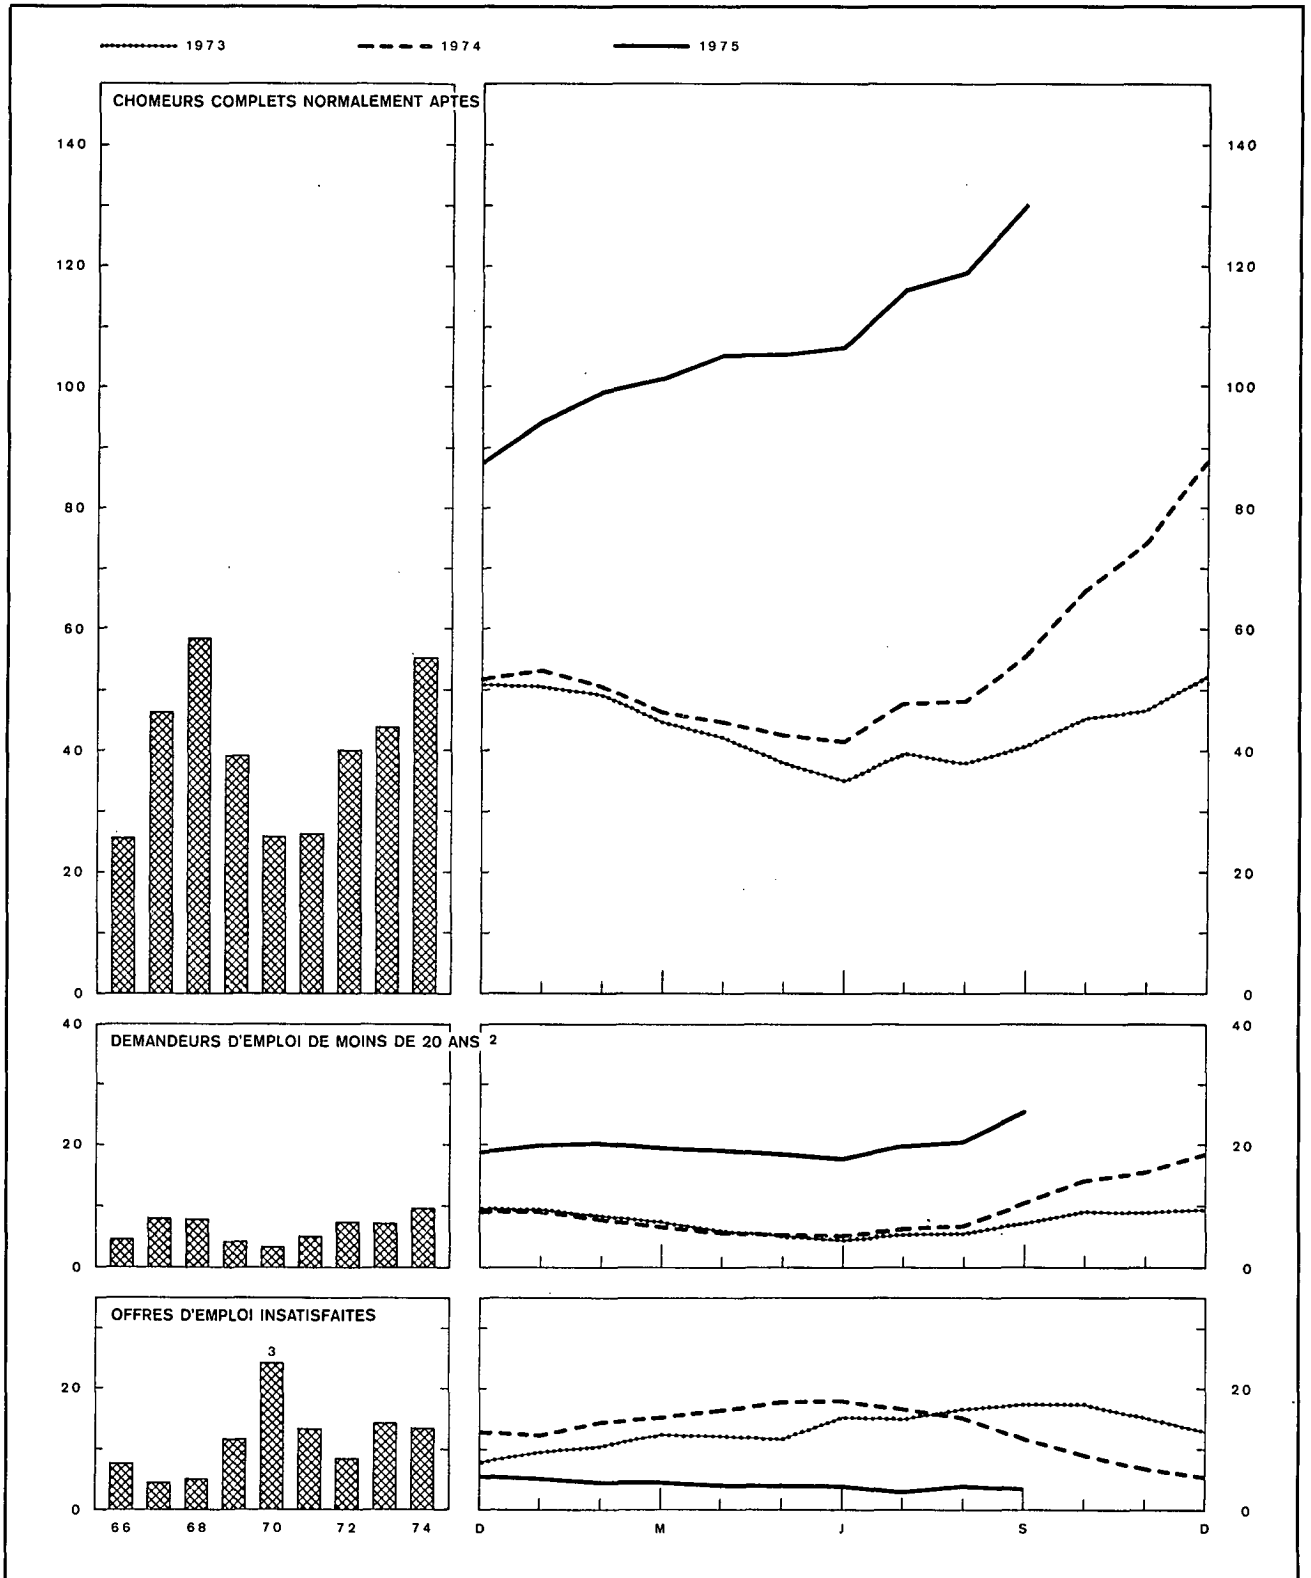 1973 1974 1975
CHOMEURS COMPLETS NORMALEMENT APTES
140 140
120 120
100 100
80 80
60 60
40 40
20 20
0 0
40 40
DEMANDEURS D'EMPLOI DE MOINS DE 20 ANS 2
20 20
0 0
OFFRES D'EMPLOI INSATISFAITES
3
20 20
0 0
66 68 70 72 74 D M J S D